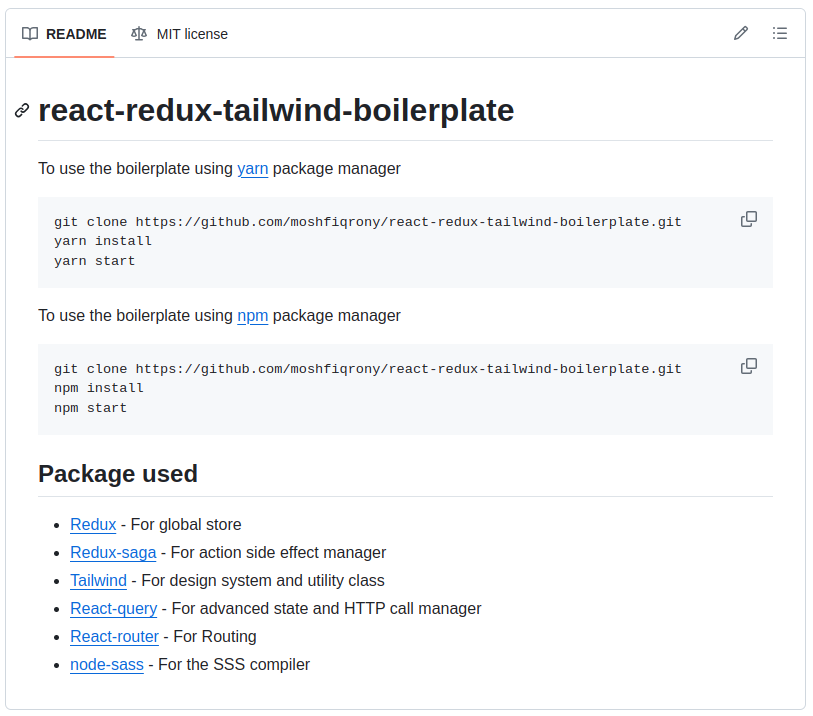 README
MIT license
react-redux-tailwind-boilerplate
To use the boilerplate using yarn package manager
git clone https://github.com/moshfiqrony/react-redux-tailwind-boilerplate.git
yarn install
yarn start
To use the boilerplate using npm package manager
git clone https://github.com/moshfiqrony/react-redux-tailwind-boilerplate.git
npm install
npm start
Package used
Redux - For global store
Redux-saga - For action side effect manager
Tailwind - For design system and utility class
React-query - For advanced state and HTTP call manager
React-router - For Routing
node-sass - For the SSS compiler